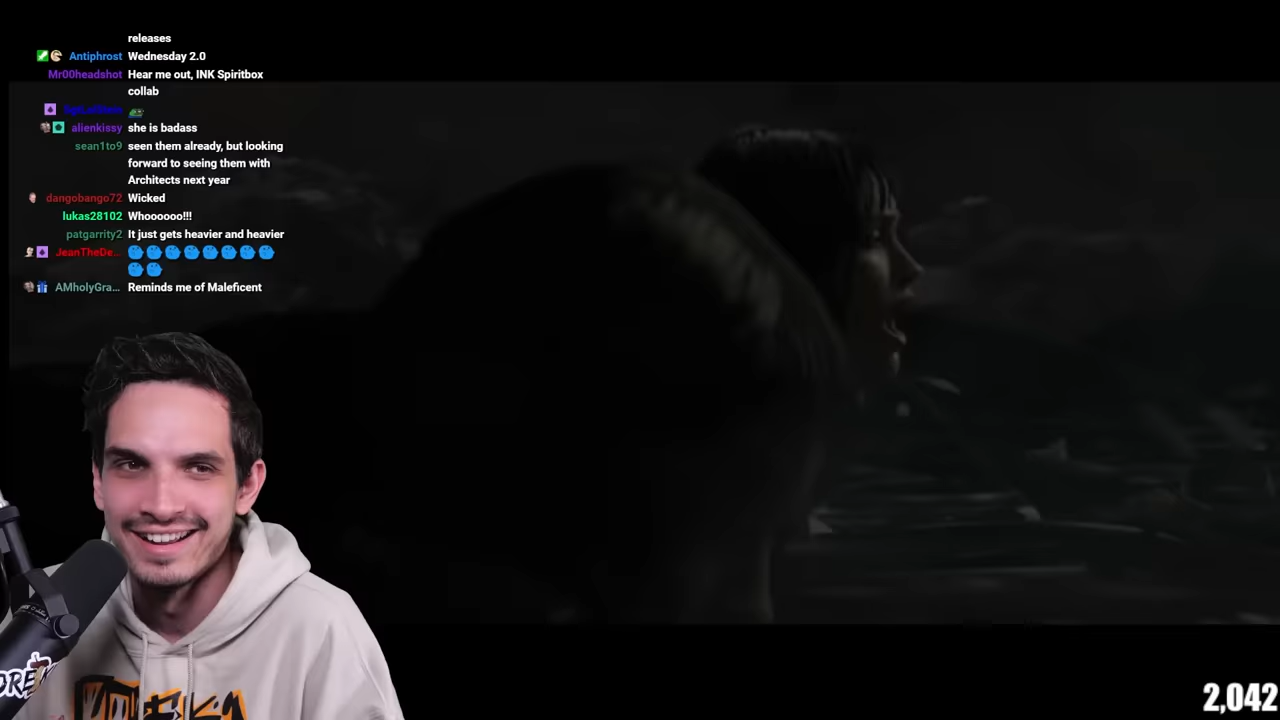 releases
Antiphrost Wednesday 2.0
Mr00headshot Hear me out, INK Spiritbox
collab
alienkissy she is badass
sean1to9 seen them already, but looking
forward to seeing them with
Architects next year
dangobango72 Wicked
lukas28102 Whoooooo!!!
patgarrity2 It just gets heavier and heavier
JeanTheDe...
AMholyGra... Reminds me of Maleficent
2,042